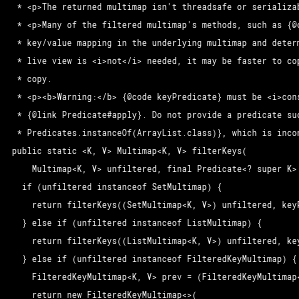 * <p>The returned multimap isn't threadsafe or serializa
* <p>Many of the filtered multimap's methods, such as {@c
* key/value mapping in the underlying multimap and determ
* live view is <i>not</i> needed, it may be faster to cop
* copy.
* <p><b>Warning:</b> {@code keyPredicate} must be <i>cons
* {@link Predicate#apply}. Do not provide a predicate suc
* Predicates.instanceOf(ArrayList.class)}, which is incon
public static <K, V> Multimap<K, V> filterKeys(
Multimap<K, V> unfiltered, final Predicate<? super K>
if (unfiltered instanceof SetMultimap) {
return filterKeys((SetMultimap<K, V>) unfiltered, keyP
} else if (unfiltered instanceof ListMultimap) {
return filterKeys((ListMultimap<K, V>) unfiltered, key
} else if (unfiltered instanceof FilteredKeyMultimap) {
FilteredKeyMultimap<K, V> prev = (FilteredKeyMultimap<
return new FilteredKeyMultimap<>(